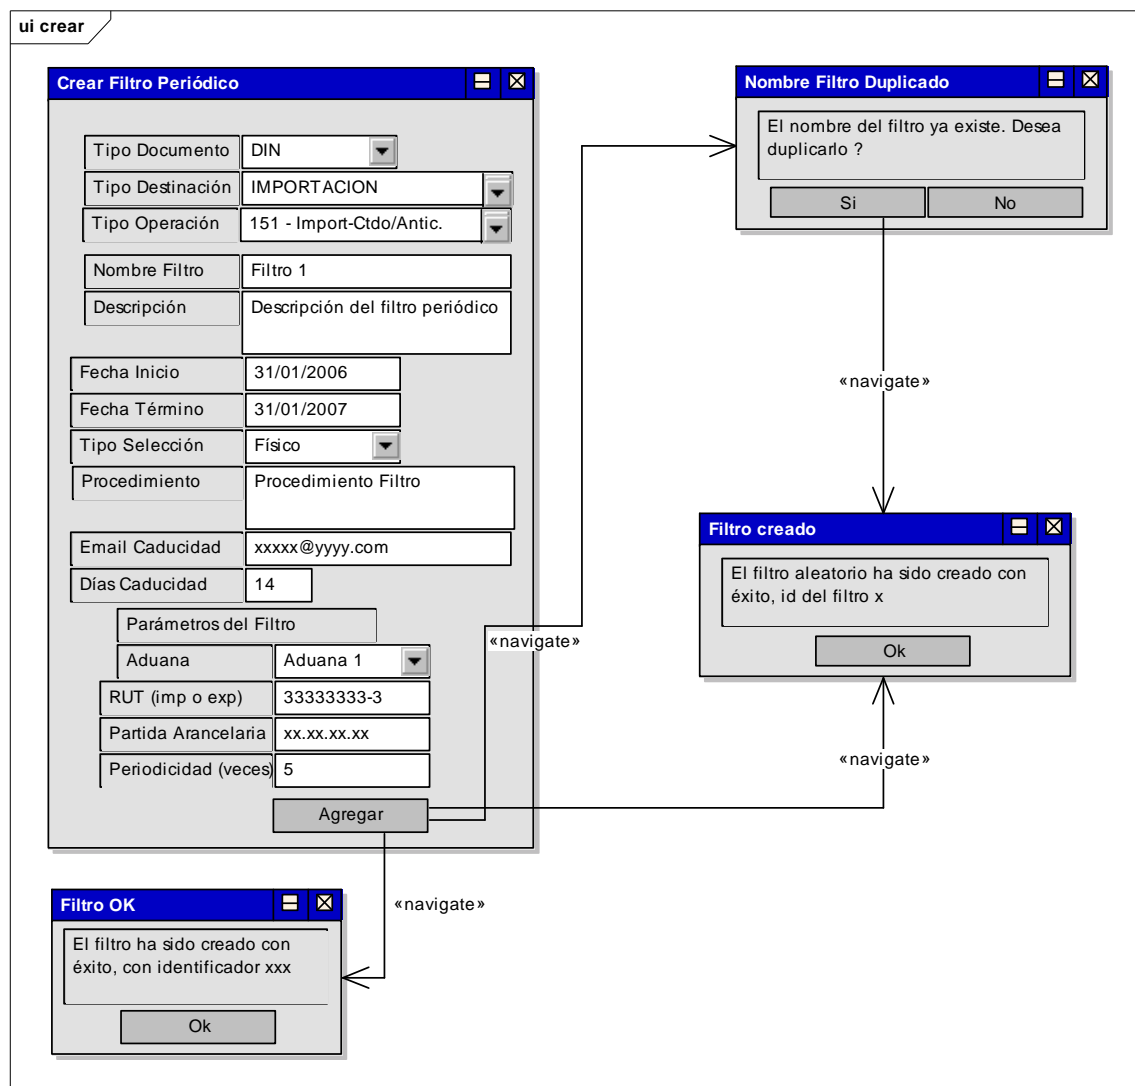 ui crear
Crear Filtro Periódico
Tipo Documento DIN
Tipo Destinación IMPORTACION
Tipo Operación 151 - Import-Ctdo/Antic.
Nombre Filtro Filtro 1
Descripción Descripción del filtro periódico
Fecha Inicio 31/01/2006
Fecha Término 31/01/2007
Tipo Selección Físico
Procedimiento Procedimiento Filtro
Email Caducidad xxxxx@yyyy.com
Días Caducidad 14
Parámetros del Filtro
Aduana Aduana 1
RUT (imp o exp) 33333333-3
Partida Arancelaria xx.xx.xx.xx
Periodicidad (veces) 5
Agregar
«navigate»
Nombre Filtro Duplicado
El nombre del filtro ya existe. Desea
duplicarlo ?
Si No
«navigate»
Filtro creado
El filtro aleatorio ha sido creado con
éxito, id del filtro x
Ok
«navigate»
«navigate»
Filtro OK
El filtro ha sido creado con
éxito, con identificador xxx
Ok